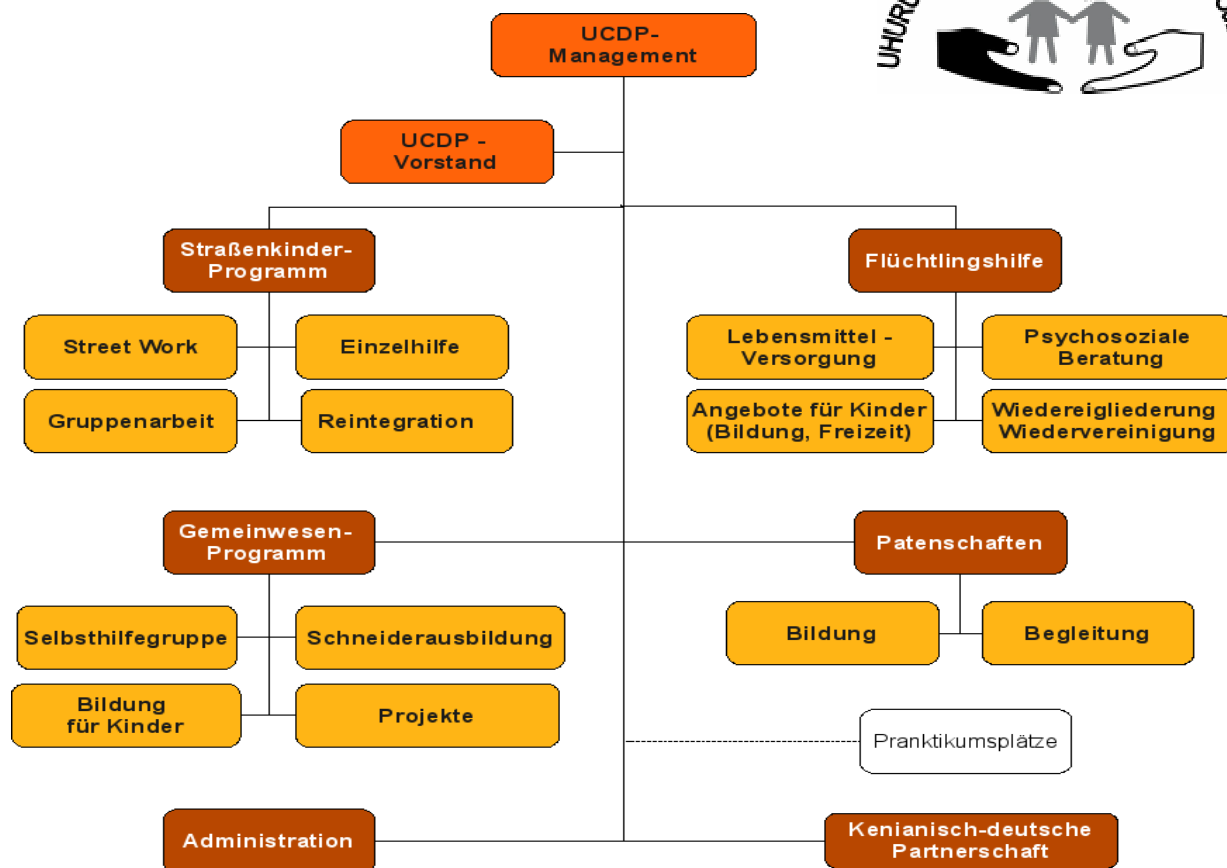 UCDP-
Management
UHURU
UCDP -
Vorstand
Straßenkinder-
Programm
Flüchtlingshilfe
Street Work
Einzelhilfe
Lebensmittel -
Versorgung
Psychosoziale
Beratung
Gruppenarbeit
Reintegration
Angebote für Kinder
(Bildung, Freizeit)
Wiedereigliederung
Wiedervereinigung
Gemeinwesen-
Programm
Patenschaften
Selbsthilfegruppe
Schneiderausbildung
Bildung
Begleitung
Bildung
für Kinder
Projekte
Pranktikumsplätze
Administration
Kenianisch-deutsche
Partnerschaft